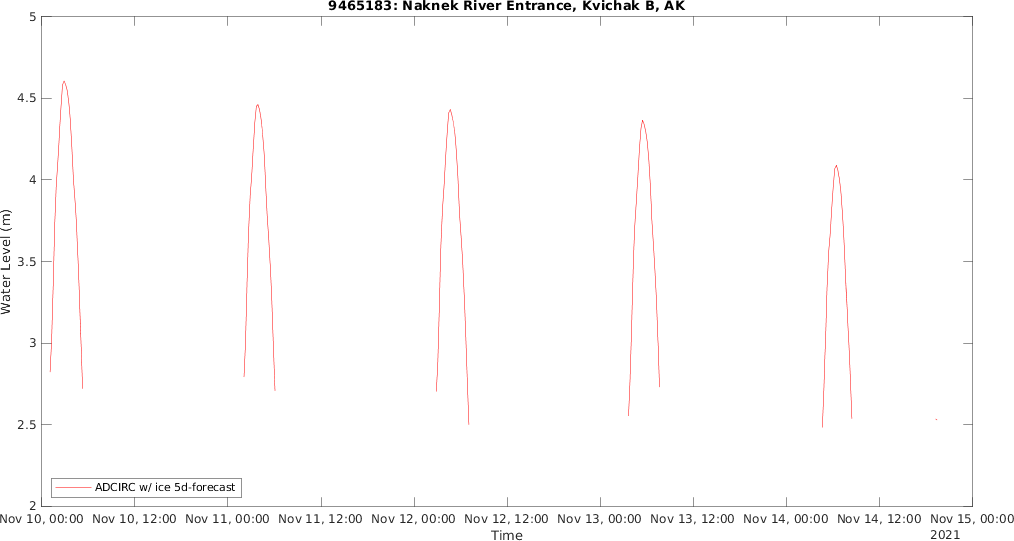 9465183: Naknek River Entrance, Kvichak B, AK
5
4.5
4
3.5
3
2.5
2
Water Level (m)
ADCIRC w/ ice 5d-forecast
Nov 10, 00:00 Nov 10, 12:00 Nov 11, 00:00 Nov 11, 12:00 Nov 12, 00:00 Nov 12, 12:00 Nov 13, 00:00 Nov 13, 12:00 Nov 14, 00:00 Nov 14, 12:00 Nov 15, 00:00
Time
2021